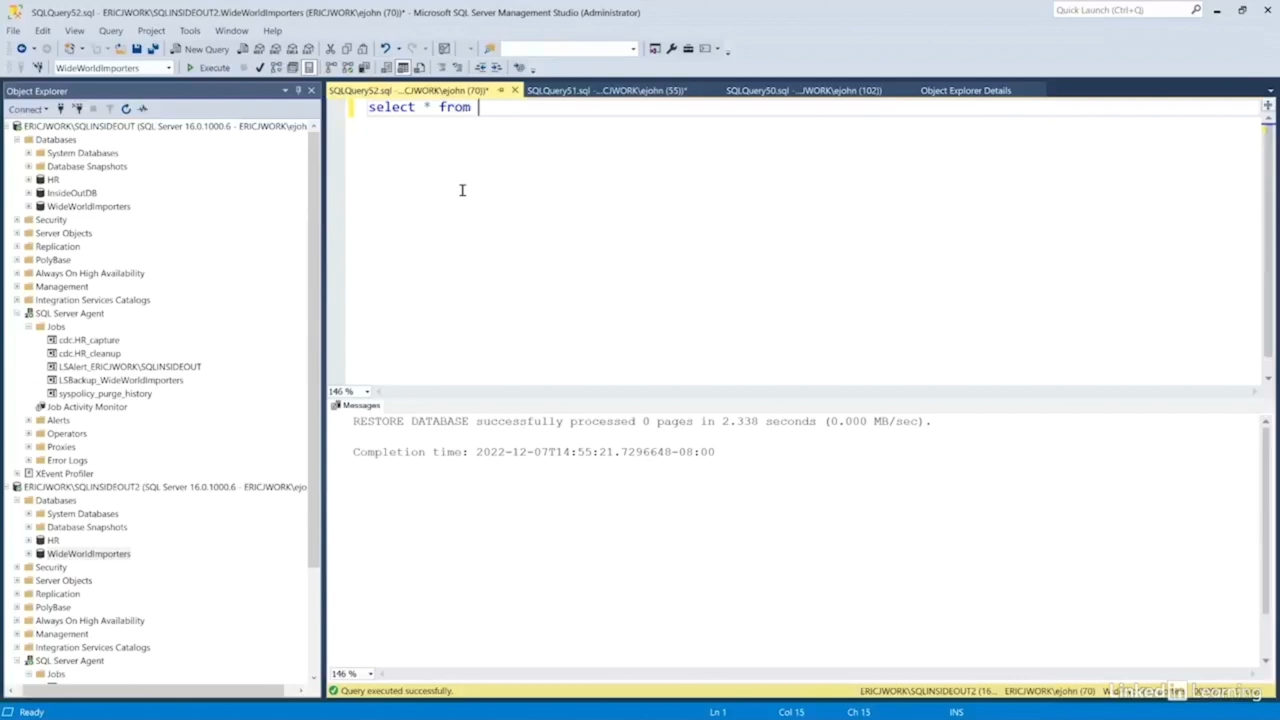 SQLQuery52.sql - ERICJWORK\SQLINSIDEOUT2.WideWorldImporters (ERICJWORK\ejohn (70))* - Microsoft SQL Server Management Studio (Administrator)
Quick Launch (Ctrl+Q)
File Edit View Query Project Tools Window Help
New Query
WideWorldImporters Execute
Object Explorer
Connect
ERICJWORK\SQLINSIDEOUT (SQL Server 16.0.1000.6 - ERICJWORK\ejoh
Databases
System Databases
Database Snapshots
HR
InsideOutDB
WideWorldImporters
Security
Server Objects
Replication
PolyBase
Always On High Availability
Management
Integration Services Catalogs
SQL Server Agent
Jobs
cdc.HR_capture
cdc.HR_cleanup
LSAlert_ERICJWORK\SQLINSIDEOUT
LSBackup_WideWorldImporters
syspolicy_purge_history
Job Activity Monitor
Alerts
Operators
Proxies
Error Logs
XEvent Profiler
ERICJWORK\SQLINSIDEOUT2 (SQL Server 16.0.1000.6 - ERICJWORK\ejo
Databases
System Databases
Database Snapshots
HR
WideWorldImporters
Security
Server Objects
Replication
PolyBase
Always On High Availability
Management
Integration Services Catalogs
SQL Server Agent
Jobs
SQLQuery52.sql -...CJWORK\ejohn (70))* SQLQuery51.sql -...CJWORK\ejohn (55))* SQLQuery50.sql -...JWORK\ejohn (102)) Object Explorer Details
select * from
146 %
Messages
RESTORE DATABASE successfully processed 0 pages in 2.338 seconds (0.000 MB/sec).
Completion time: 2022-12-07T14:55:21.7296648-08:00
146 %
Query executed successfully. ERICJWORK\SQLINSIDEOUT2 (16... ERICJWORK\ejohn (70)
LinkedIn Learning
Ready Ln 1 Col 15 Ch 15 INS